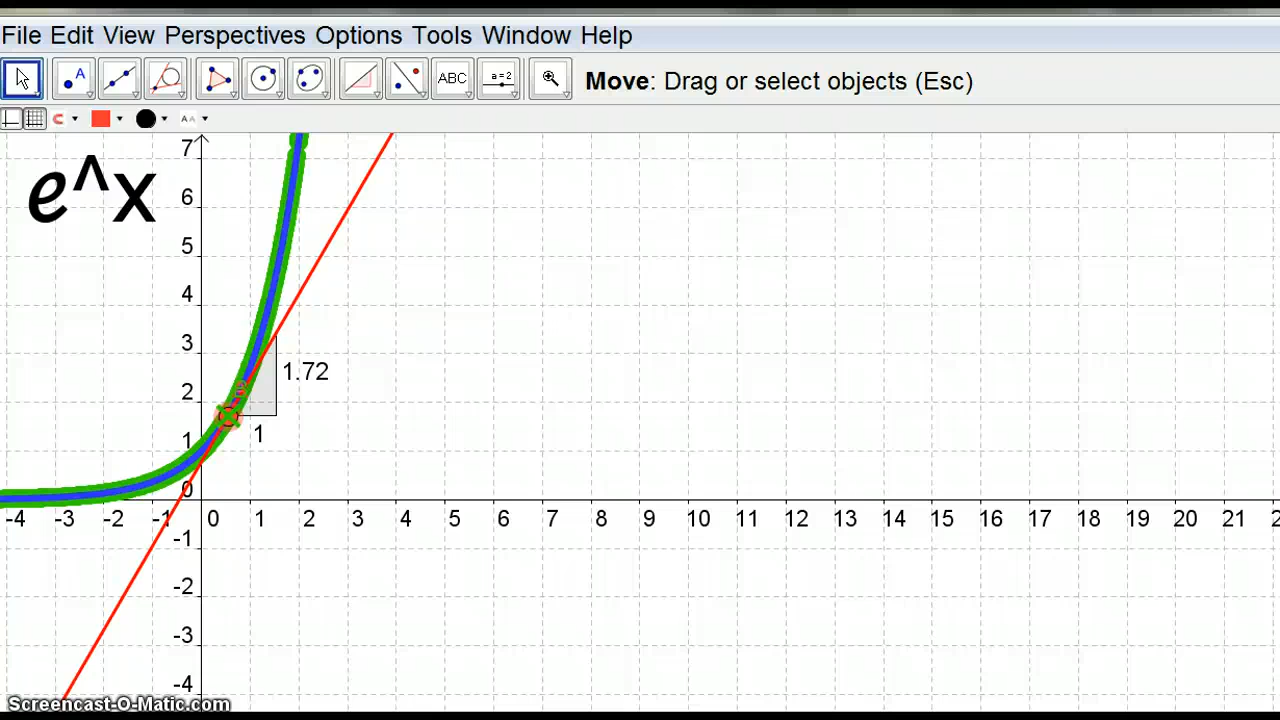 File Edit View Perspectives Options Tools Window Help
A ABC a=2 Move: Drag or select objects (Esc)
A A
e^x
7
6
5
4
3
1.72
2
1
1
0
-4 -3 -2 -1 0 1 2 3 4 5 6 7 8 9 10 11 12 13 14 15 16 17 18 19 20 21 2
-1
-2
-3
-4
Screencast-O-Matic.com